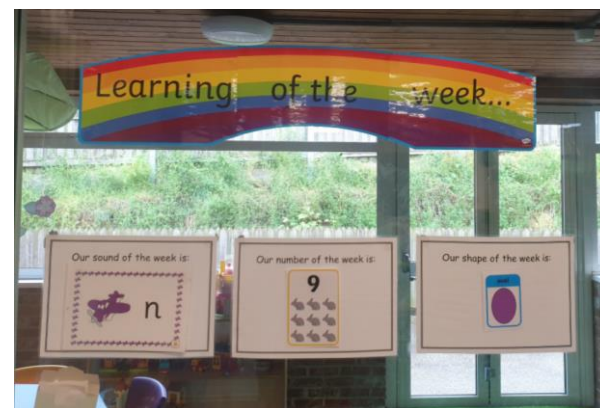 Learning of the week...
Our sound of the week is:
n
Our number of the week is:
9
Our shape of the week is: